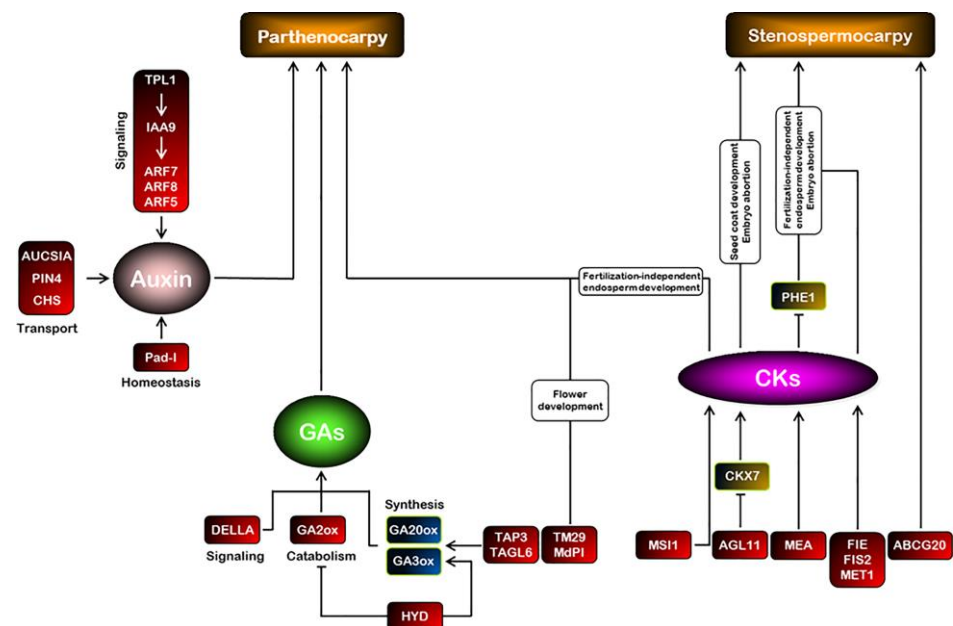 Parthenocarpy
Stenospermocarpy
Signaling
TPL1
IAA9
ARF7
ARF8
ARF5
AUCSIA
PIN4
CHS
Transport
Auxin
Pad-I
Homeostasis
Seed coat development
Embryo abortion
Fertilization-independent
endosperm development
Embryo abortion
Fertilization-independent
endosperm development
PHE1
CKs
Flower
development
GAs
CKX7
Synthesis
GA20ox
GA3ox
DELLA
Signaling
GA2ox
Catabolism
TAP3
TAGL6
TM29
MdPI
MSI1
AGL11
MEA
FIE
FIS2
MET1
ABCG20
HYD